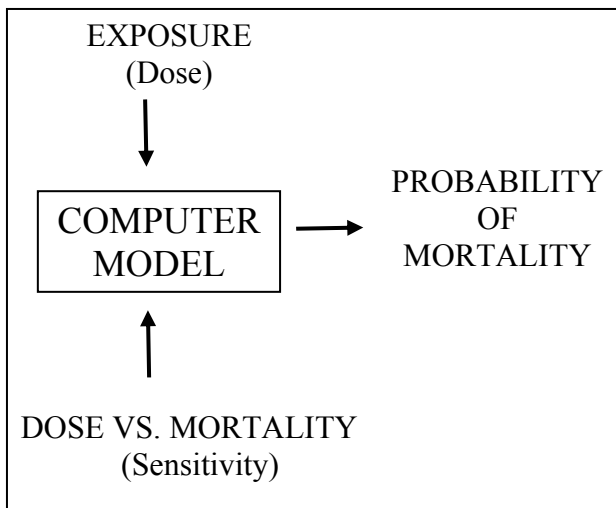 EXPOSURE
(Dose)
COMPUTER
MODEL
PROBABILITY
OF
MORTALITY
DOSE VS. MORTALITY
(Sensitivity)